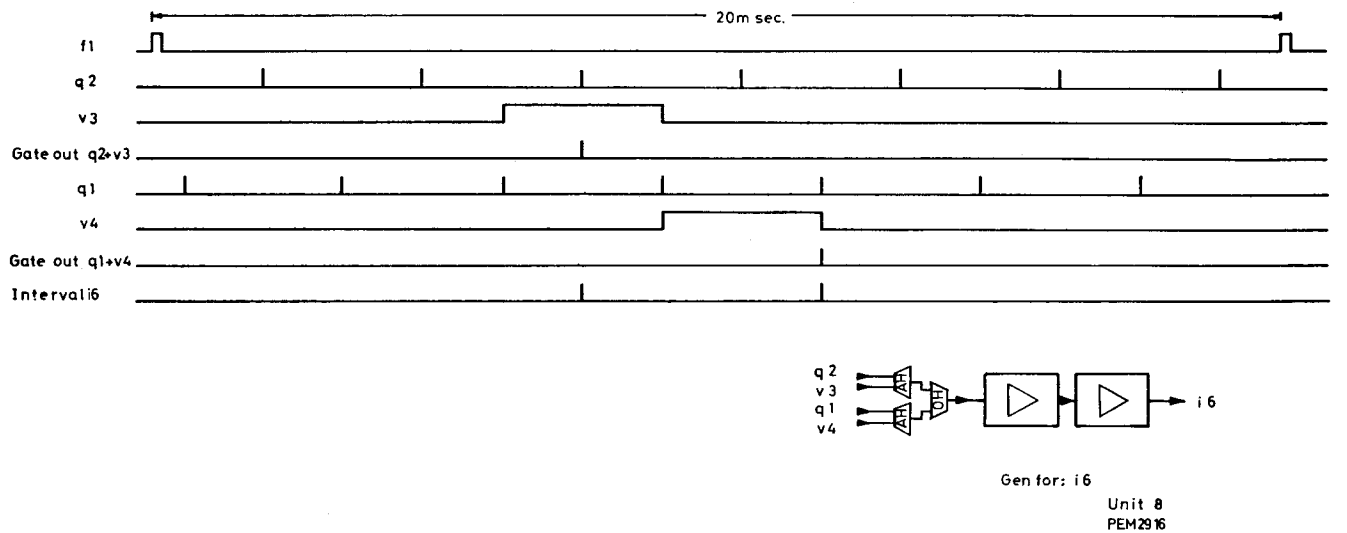 20m sec.
f1
q2
v3
Gate out q2+v3
q1
v4
Gate out q1+v4
Interval i6
q2
v3
q1
v4
AH
AH
OH
i6
Gen for: i6
Unit 8
PEM2916